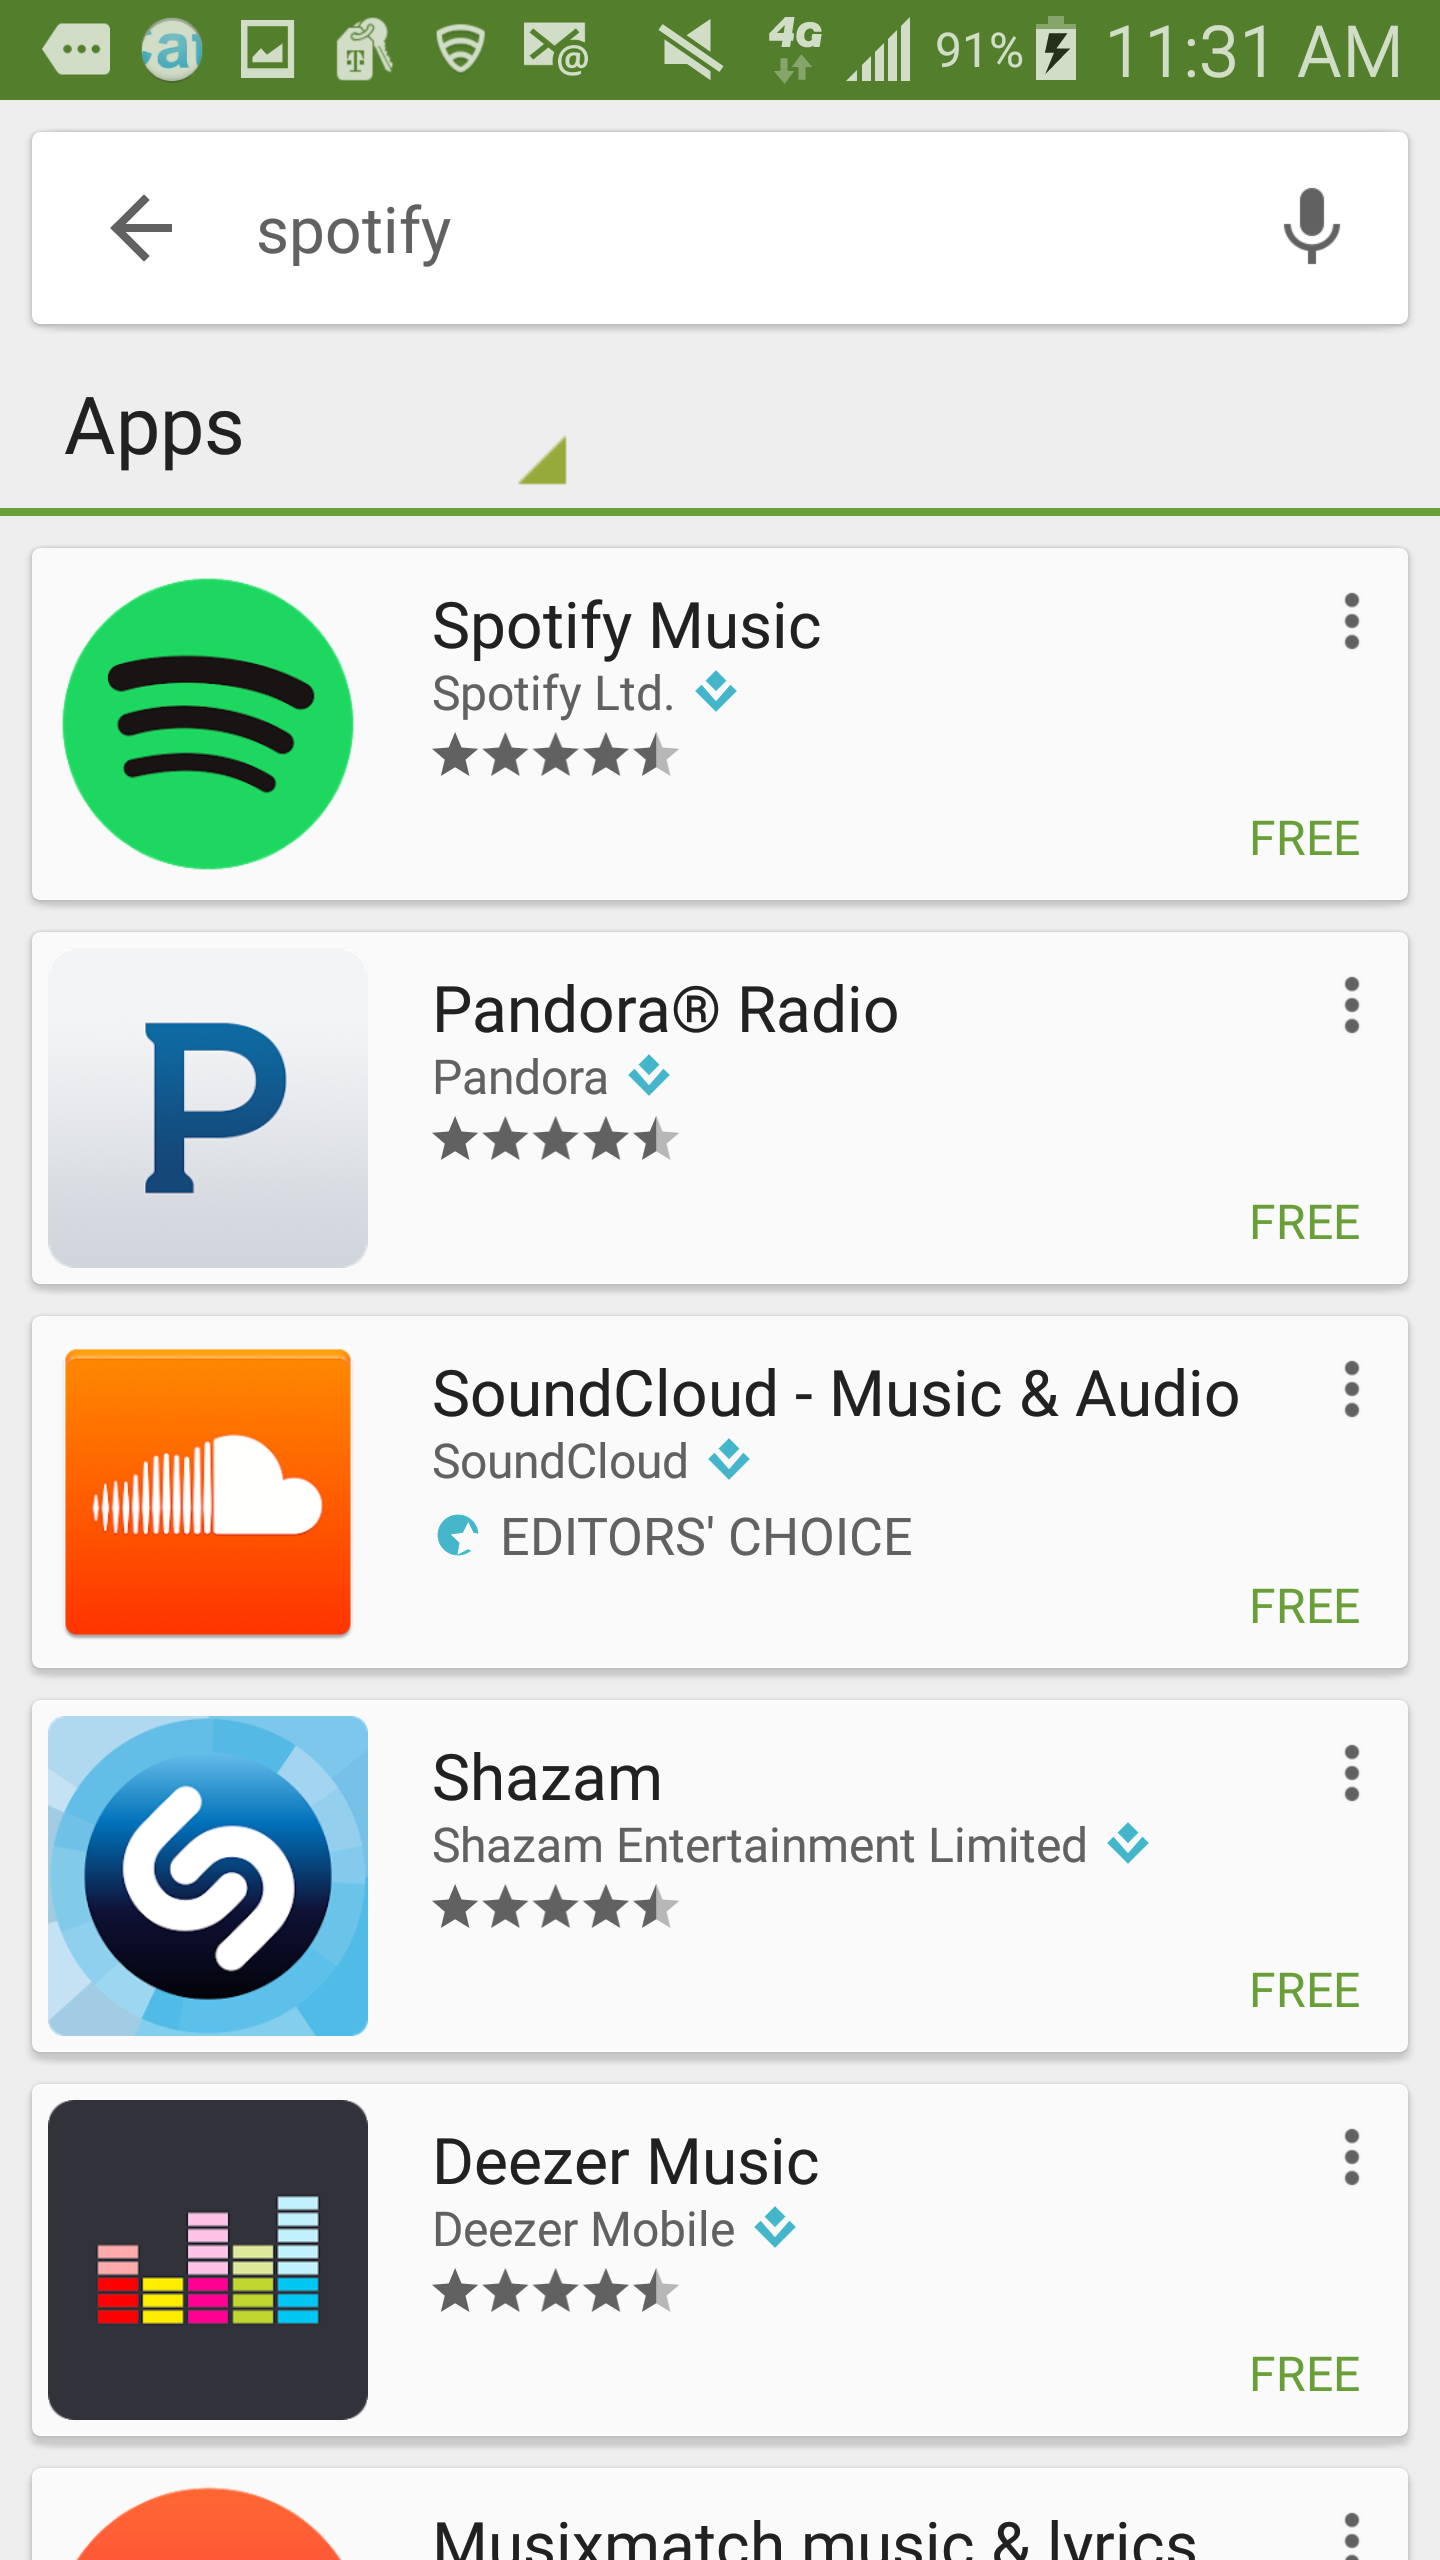 91% 11:31 AM
spotify
Apps
Spotify Music
Spotify Ltd.
FREE
Pandora® Radio
Pandora
FREE
SoundCloud - Music & Audio
SoundCloud
EDITORS' CHOICE
FREE
Shazam
Shazam Entertainment Limited
FREE
Deezer Music
Deezer Mobile
FREE
Musixmatch music & lyrics